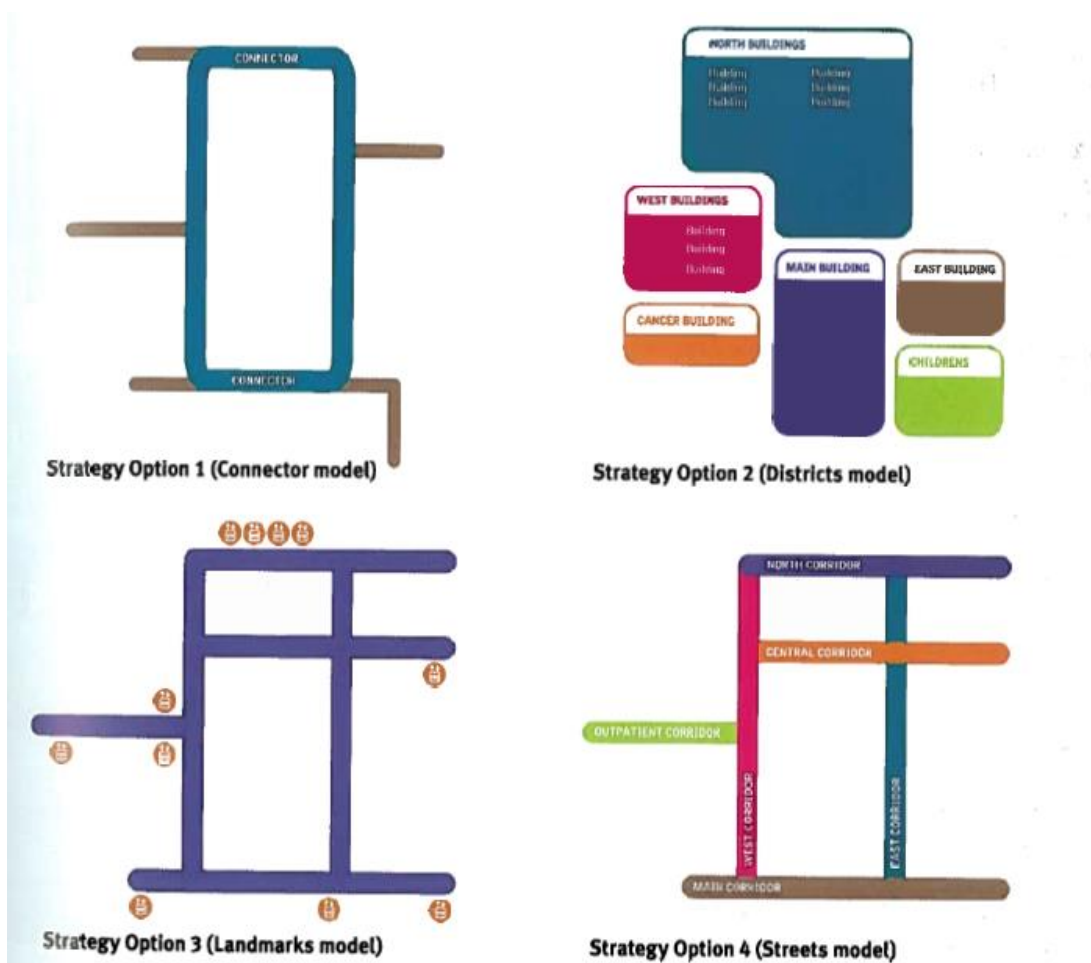 CONNECTOR
CONNECTOR
Strategy Option 1 (Connector model)
NORTH BUILDINGS
Building Building
Building Building
Building Building
WEST BUILDINGS
Building
Building
Building
MAIN BUILDING
EAST BUILDING
CANCER BUILDING
CHILDRENS
Strategy Option 2 (Districts model)
Strategy Option 3 (Landmarks model)
NORTH CORRIDOR
CENTRAL CORRIDOR
OUTPATIENT CORRIDOR
WEST CORRIDOR
EAST CORRIDOR
MAIN CORRIDOR
Strategy Option 4 (Streets model)